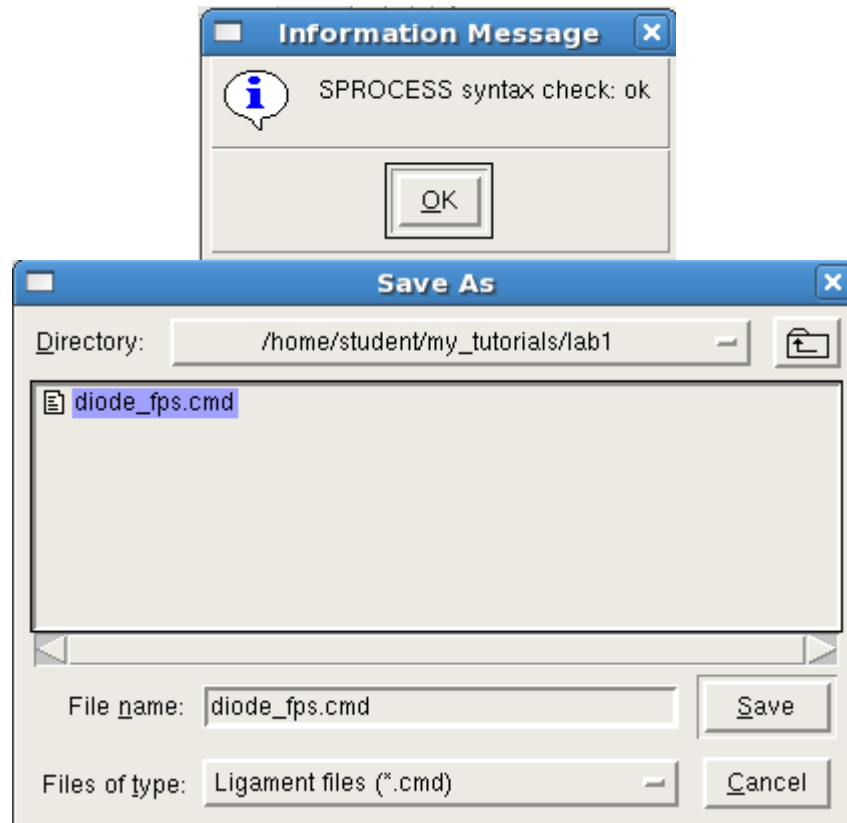 Information Message
SPROCESS syntax check: ok
OK
Save As
Directory: /home/student/my_tutorials/lab1
diode_fps.cmd
File name: diode_fps.cmd Save
Files of type: Ligament files (*.cmd) Cancel